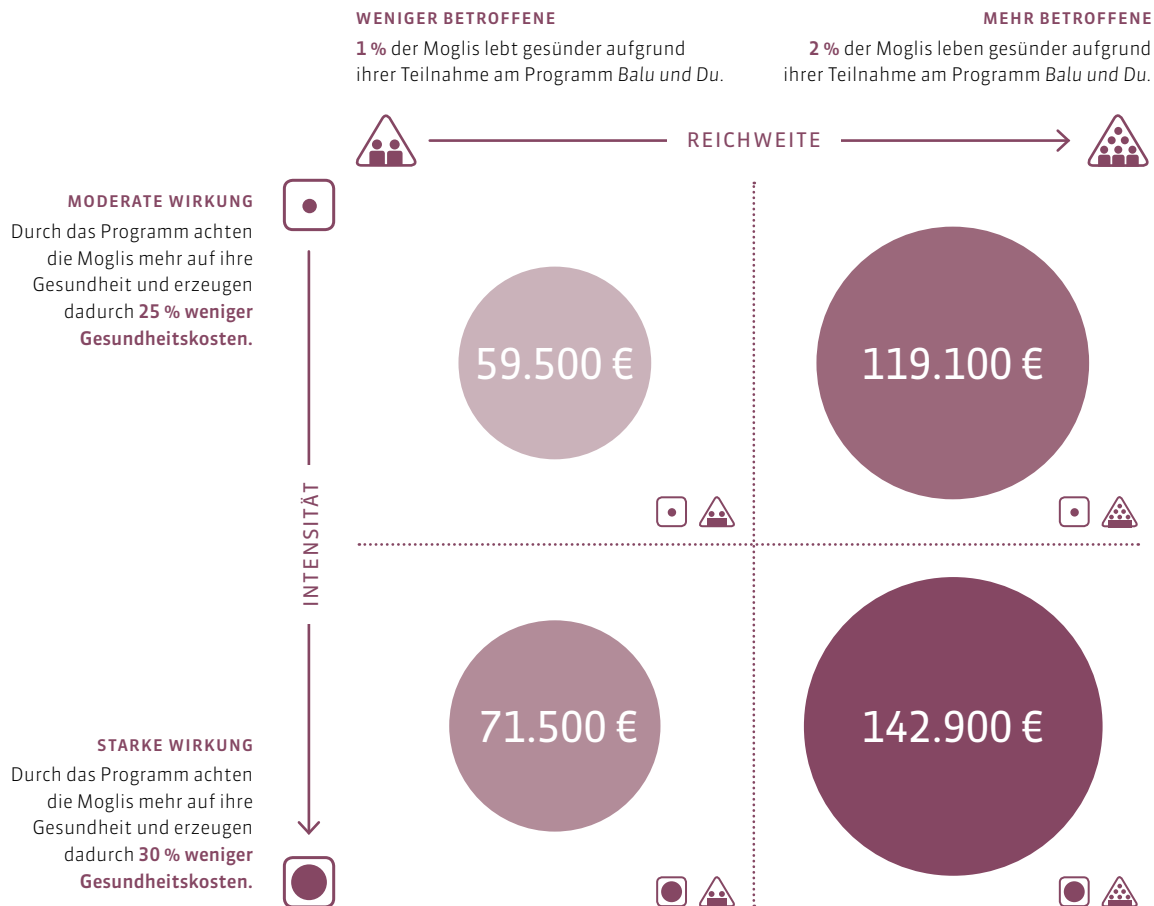 WENIGER BETROFFENE
1 % der Moglis lebt gesünder aufgrund
ihrer Teilnahme am Programm Balu und Du.
MEHR BETROFFENE
2 % der Moglis leben gesünder aufgrund
ihrer Teilnahme am Programm Balu und Du.
REICHWEITE
MODERATE WIRKUNG
Durch das Programm achten
die Moglis mehr auf ihre
Gesundheit und erzeugen
dadurch 25 % weniger
Gesundheitskosten.
59.500 €
119.100 €
INTENSITÄT
71.500 €
142.900 €
STARKE WIRKUNG
Durch das Programm achten
die Moglis mehr auf ihre
Gesundheit und erzeugen
dadurch 30 % weniger
Gesundheitskosten.